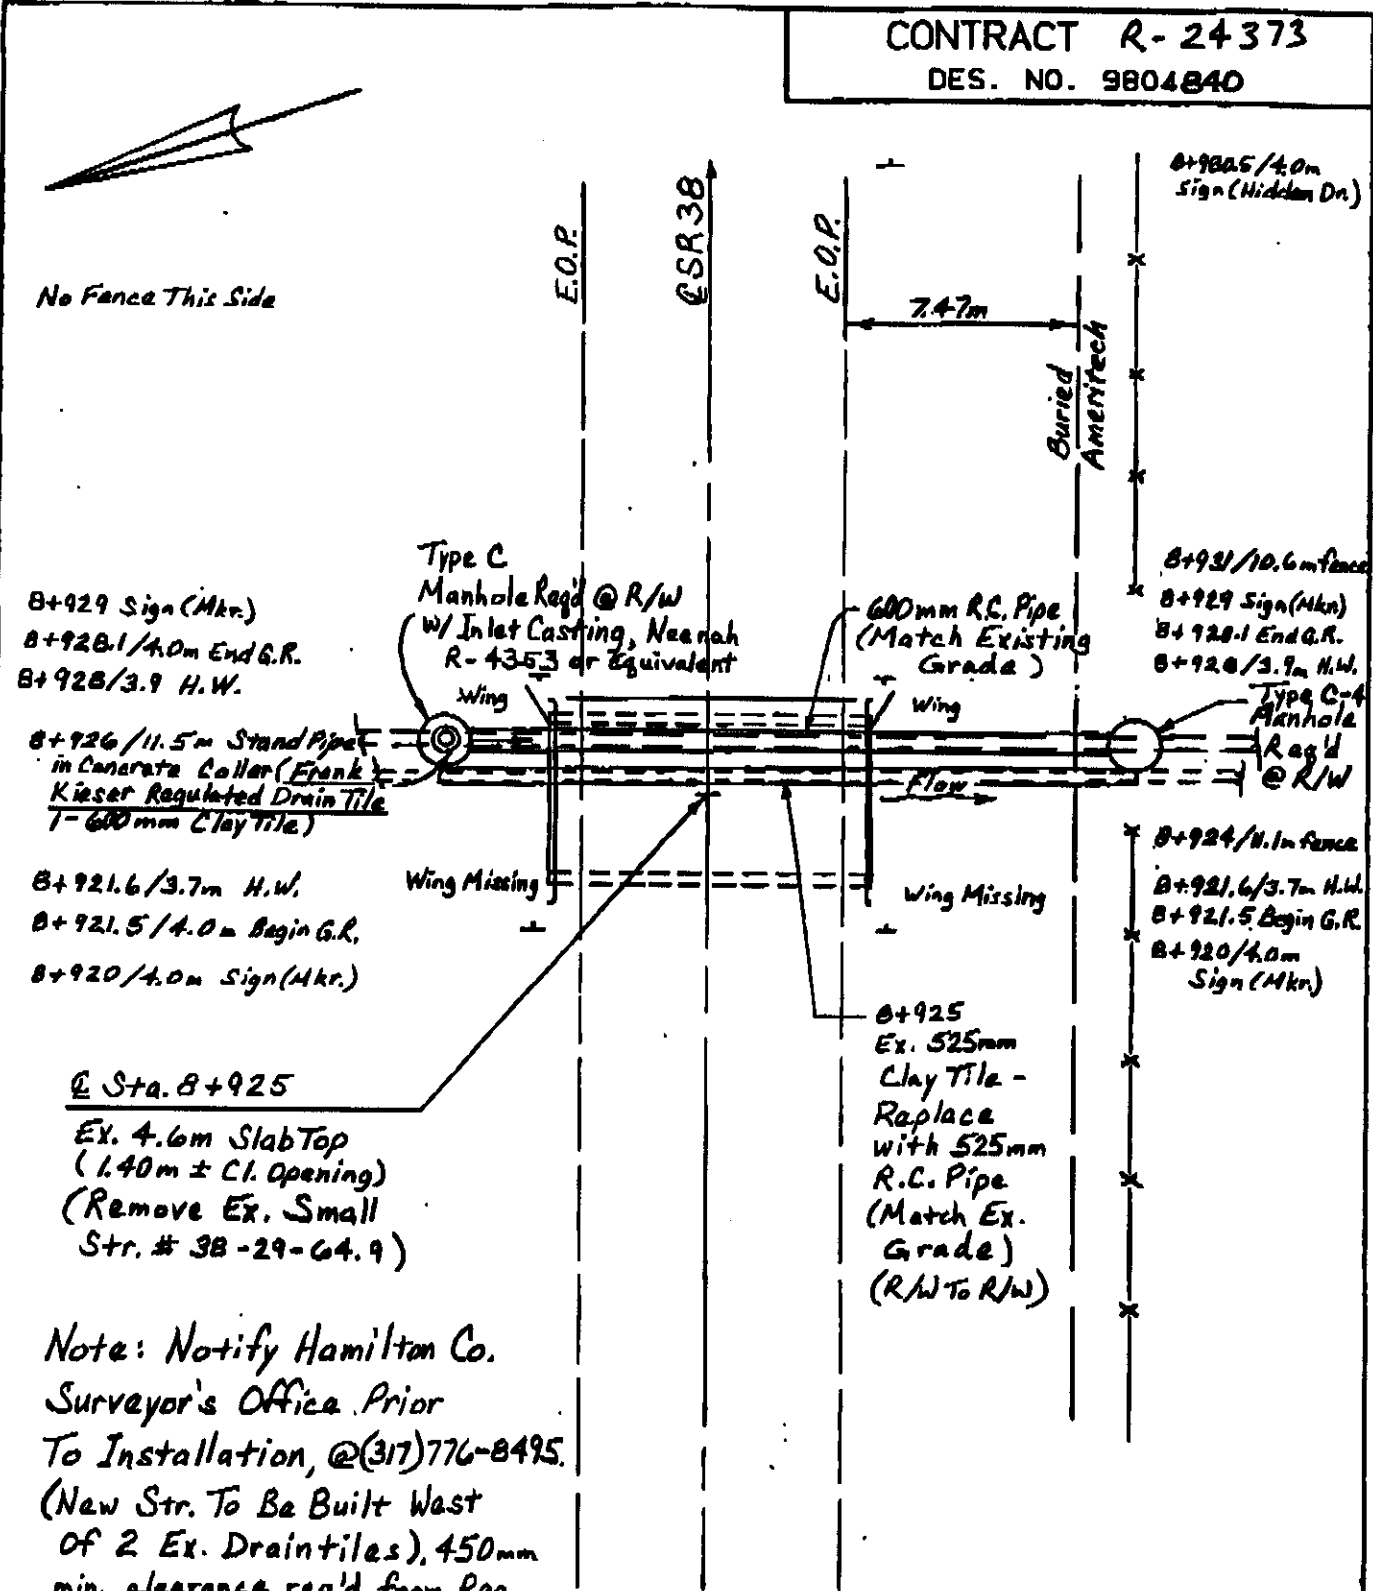 CONTRACT R-24373
DES. NO. 9804840
8+980.5/4.0m
Sign (Hidden Dr.)
No Fence This Side
E.O.P.
℄ SR 38
E.O.P.
7.47m
Buried
Ameritech
Type C
Manhole Req'd @ R/W
W/ Inlet Casting, Neenah
R-4353 or Equivalent
Wing
600mm R.C. Pipe
(Match Existing
Grade)
Wing
8+931/10.6m fence
8+929 Sign (Mkr.)
8+928.1 End G.R.
8+928/3.9m H.W.
Type C-4
Manhole
Req'd
@ R/W
8+929 Sign (Mkr.)
8+928.1/4.0m End G.R.
8+928/3.9 H.W.
8+926/11.5m Stand Pipe
in Concrete Collar (Frank
Kieser Regulated Drain Tile
1-600mm Clay Tile)
Flow
8+921.6/3.7m H.W.
8+921.5/4.0m Begin G.R.
8+920/4.0m Sign (Mkr.)
Wing Missing
Wing Missing
8+924/11.1m fence
8+921.6/3.7m H.W.
8+921.5 Begin G.R.
8+920/4.0m
Sign (Mkr.)
℄ Sta. 8+925
Ex. 4.6m Slab Top
(1.40m ± Cl. Opening)
(Remove Ex. Small
Str. # 38-29-64.9)
8+925
Ex. 525mm
Clay Tile -
Replace
with 525mm
R.C. Pipe
(Match Ex.
Grade)
(R/W To R/W)
Note: Notify Hamilton Co.
Surveyor's Office Prior
To Installation, @(317)776-8495.
(New Str. To Be Built West
Of 2 Ex. Draintiles), 450mm
min. clearance req'd from